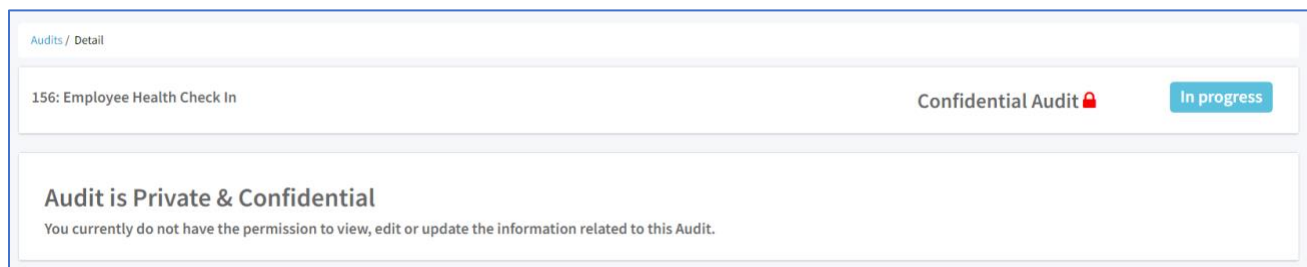 Audits / Detail
156: Employee Health Check In
Confidential Audit
In progress
Audit is Private & Confidential
You currently do not have the permission to view, edit or update the information related to this Audit.